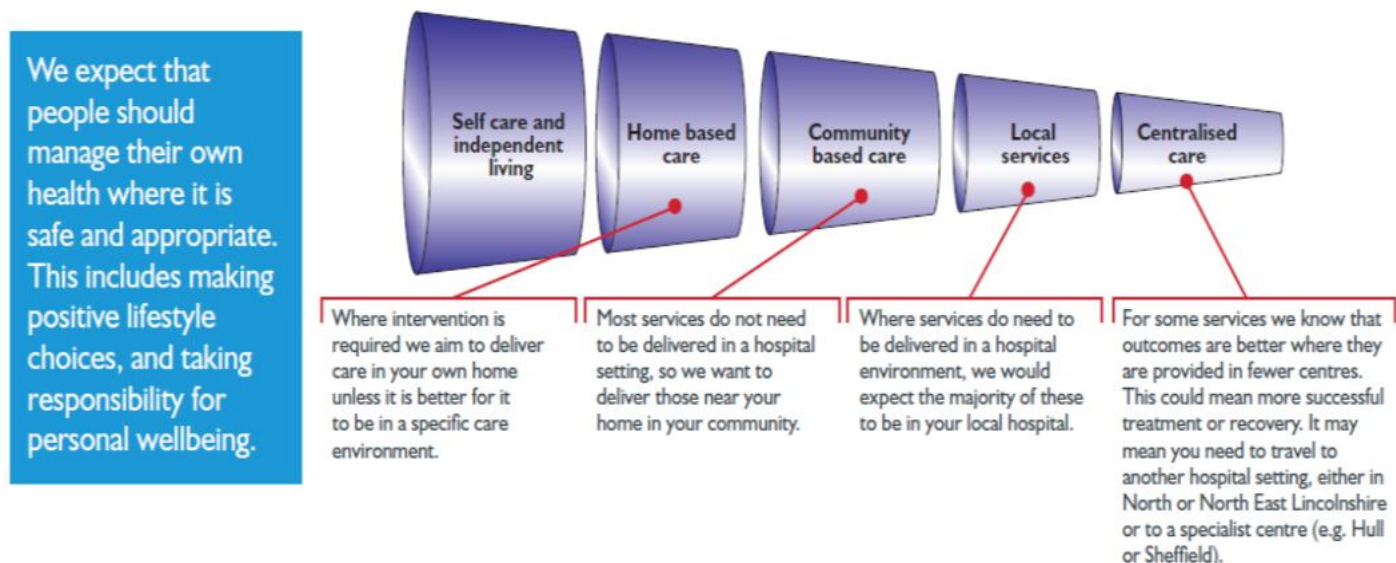 We expect that
people should
manage their own
health where it is
safe and appropriate.
This includes making
positive lifestyle
choices, and taking
responsibility for
personal wellbeing.
Self care and
independent
living
Home based
care
Community
based care
Local
services
Centralised
care
Where intervention is
required we aim to deliver
care in your own home
unless it is better for it
to be in a specific care
environment.
Most services do not need
to be delivered in a hospital
setting, so we want to
deliver those near your
home in your community.
Where services do need to
be delivered in a hospital
environment, we would
expect the majority of these
to be in your local hospital.
For some services we know that
outcomes are better where they
are provided in fewer centres.
This could mean more successful
treatment or recovery. It may
mean you need to travel to
another hospital setting, either in
North or North East Lincolnshire
or to a specialist centre (e.g. Hull
or Sheffield).